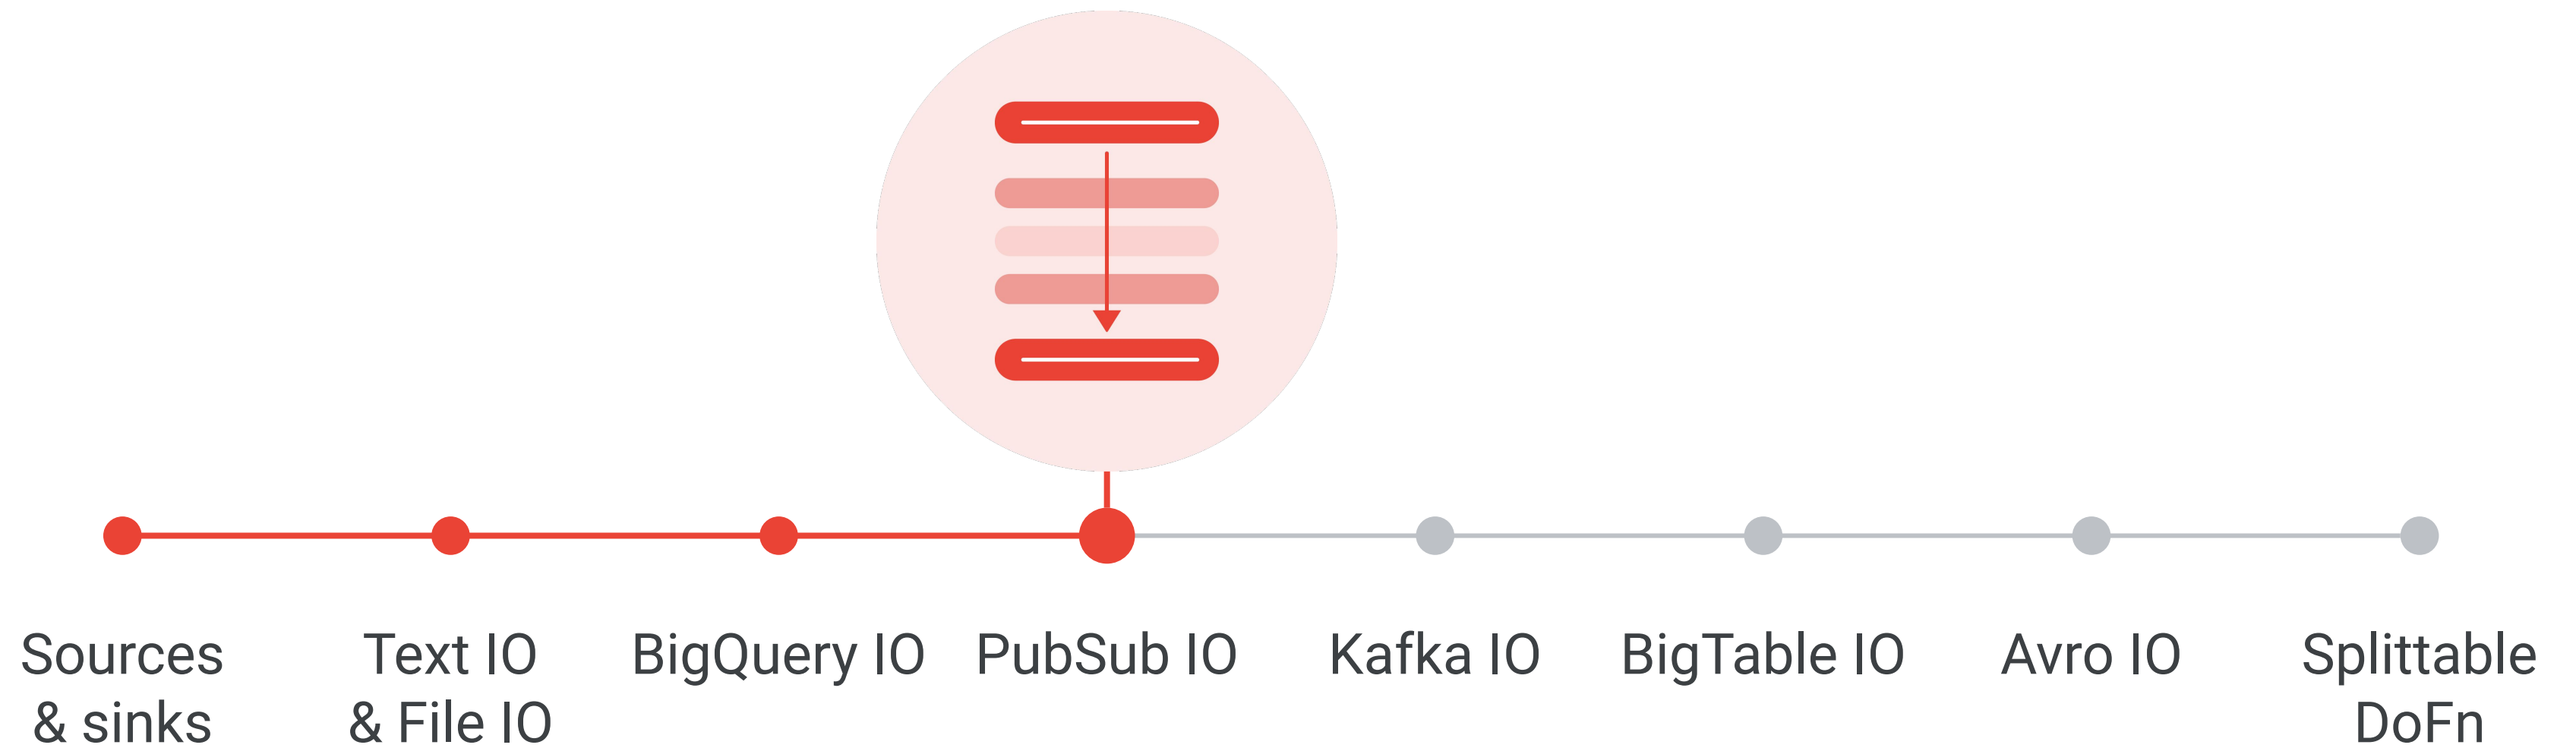 Sources
& sinks
Text IO
& File IO
BigQuery IO
PubSub IO
Kafka IO
BigTable IO
Avro IO
Splittable
DoFn